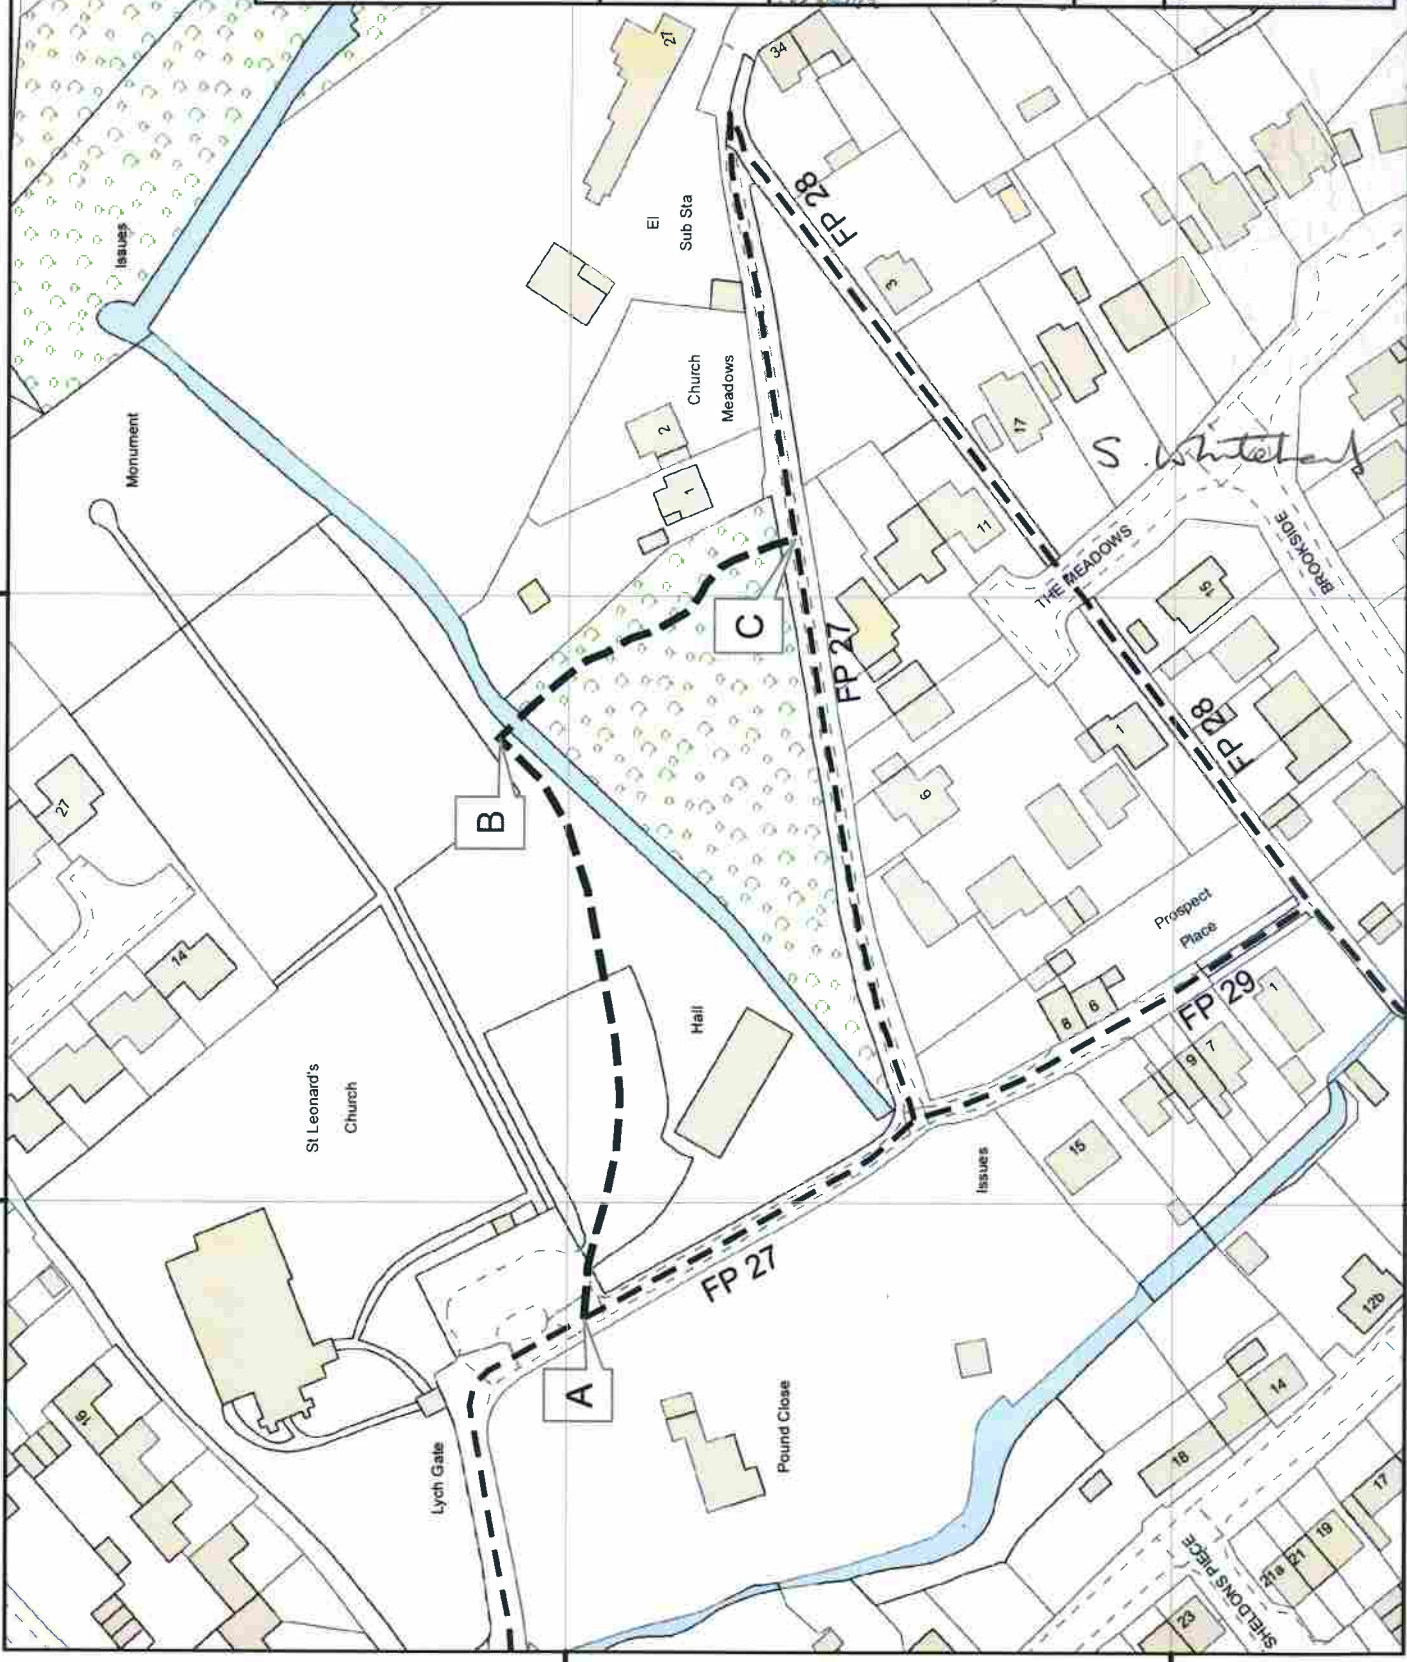 Issues
Monument
27
27
14
16
St Leonard's
Church
Lych Gate
A
B
C
Hall
El
Sub Sta
Church
Meadows
2
1
34
FP 28
3
17
11
THE MEADOWS
S. Whitehead
BROOKSIDE
15
1
FP 28
FP 27
9
Prospect
Place
FP 29
8
6
1
9
7
15
Issues
FP 27
Pound Close
12b
14
18
17
19
21
21a
23
SHELDONS PIECE